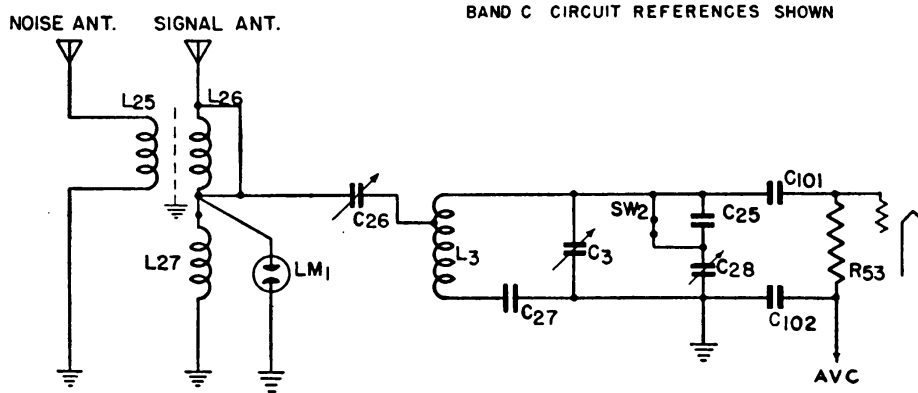 BAND C CIRCUIT REFERENCES SHOWN
NOISE ANT. SIGNAL ANT.
L25
L26
C26
L27
LM1
L3
C27
C3
SW2
C25
C28
C101
R53
C102
AVC